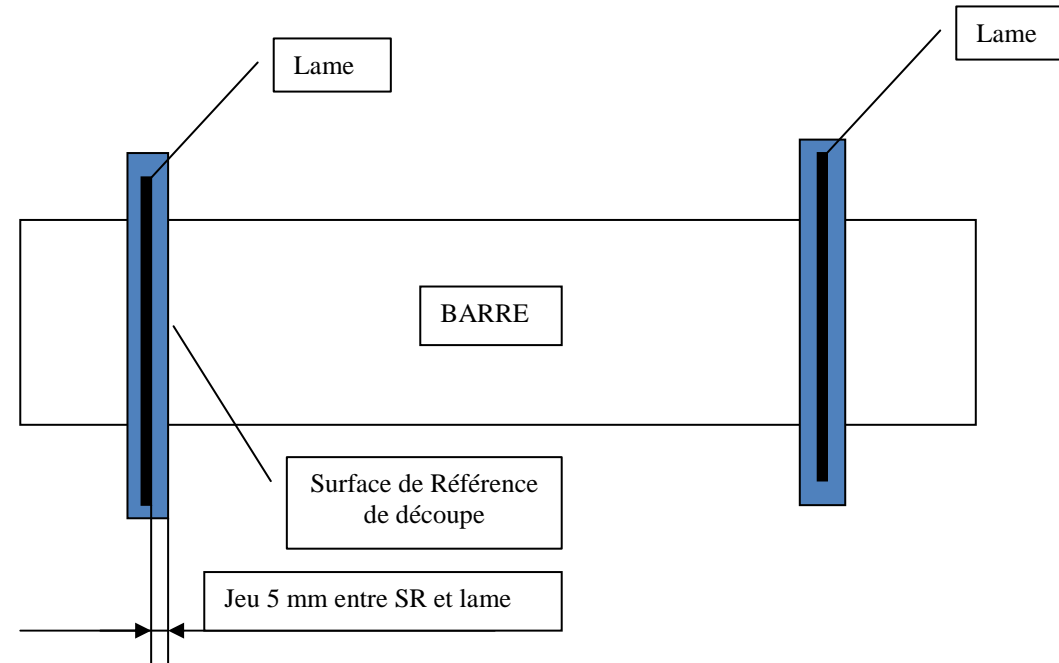 Lame
Lame
BARRE
Surface de Référence
de découpe
Jeu 5 mm entre SR et lame